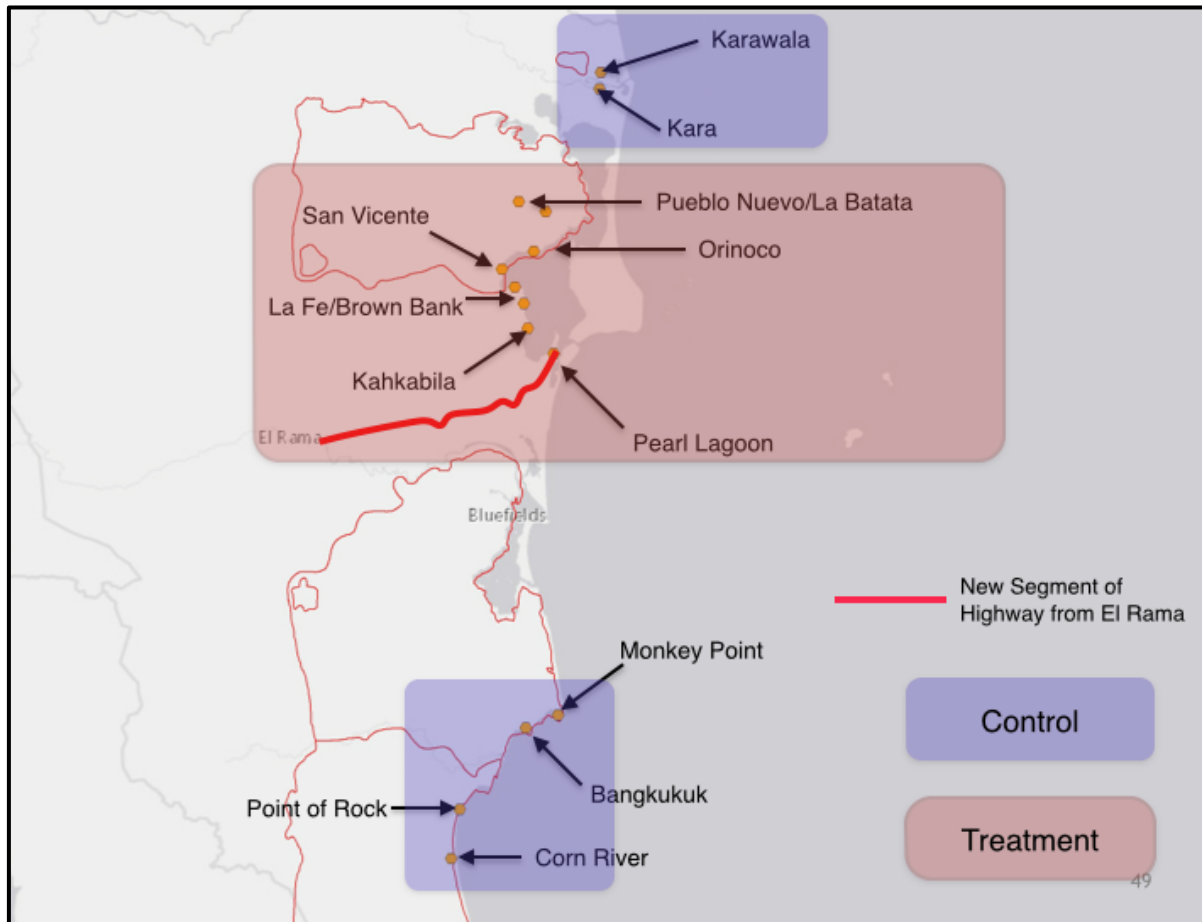 Karawala
Kara
Pueblo Nuevo/La Batata
San Vicente
Orinoco
La Fe/Brown Bank
Kahkabila
El Rama
Pearl Lagoon
Bluefields
New Segment of
Highway from El Rama
Monkey Point
Control
Bangkukuk
Point of Rock
Corn River
Treatment
49